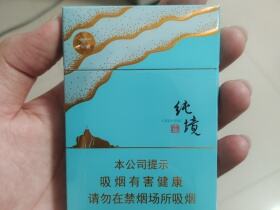 纯境
本公司提示
吸烟有害健康
请勿在禁烟场所吸烟